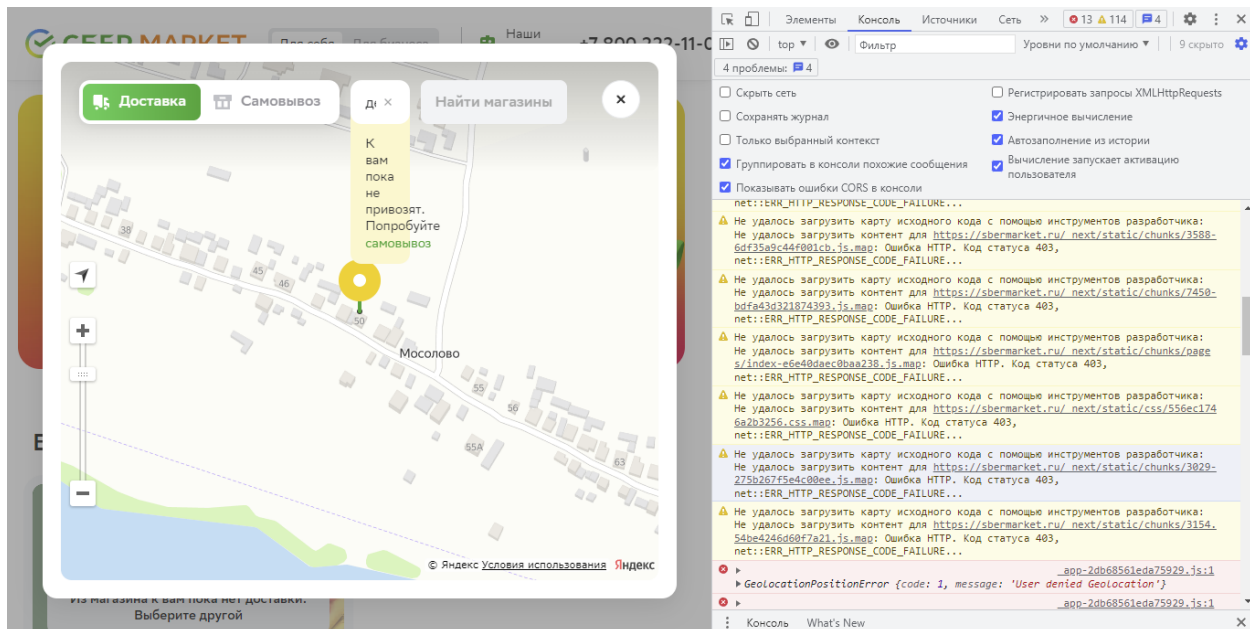 СБЕР МАРКЕТ
Для себя
Для бизнеса
Наши
+7 800 222-11-0
Доставка
Самовывоз
Найти магазины
К
вам
пока
не
привозят.
Попробуйте
самовывоз
38
45
46
50
Мосолово
55
56
55А
63
© Яндекс Условия использования Яндекс
Из магазина к вам пока нет доставки.
Выберите другой
Элементы
Консоль
Источники
Сеть
13
114
4
top
Фильтр
Уровни по умолчанию
9 скрыто
4 проблемы: 4
Скрыть сеть
Регистрировать запросы XMLHttpRequests
Сохранять журнал
Энергичное вычисление
Только выбранный контекст
Автозаполнение из истории
Группировать в консоли похожие сообщения
Вычисление запускает активацию
пользователя
Показывать ошибки CORS в консоли
net::ERR_HTTP_RESPONSE_CODE_FAILURE...
Не удалось загрузить карту исходного кода с помощью инструментов разработчика:
Не удалось загрузить контент для https://sbermarket.ru/_next/static/chunks/3588-
6df35a9c44f001cb.js.map: Ошибка HTTP. Код статуса 403,
net::ERR_HTTP_RESPONSE_CODE_FAILURE...
Не удалось загрузить карту исходного кода с помощью инструментов разработчика:
Не удалось загрузить контент для https://sbermarket.ru/_next/static/chunks/7450-
bdfa43d321874393.js.map: Ошибка HTTP. Код статуса 403,
net::ERR_HTTP_RESPONSE_CODE_FAILURE...
Не удалось загрузить карту исходного кода с помощью инструментов разработчика:
Не удалось загрузить контент для https://sbermarket.ru/_next/static/chunks/page
s/index-e6e40daec0baa238.js.map: Ошибка HTTP. Код статуса 403,
net::ERR_HTTP_RESPONSE_CODE_FAILURE...
Не удалось загрузить карту исходного кода с помощью инструментов разработчика:
Не удалось загрузить контент для https://sbermarket.ru/_next/static/css/556ec174
6a2b3256.css.map: Ошибка HTTP. Код статуса 403,
net::ERR_HTTP_RESPONSE_CODE_FAILURE...
Не удалось загрузить карту исходного кода с помощью инструментов разработчика:
Не удалось загрузить контент для https://sbermarket.ru/_next/static/chunks/3029-
275b267f5e4c00ee.js.map: Ошибка HTTP. Код статуса 403,
net::ERR_HTTP_RESPONSE_CODE_FAILURE...
Не удалось загрузить карту исходного кода с помощью инструментов разработчика:
Не удалось загрузить контент для https://sbermarket.ru/_next/static/chunks/3154.
54be4246d60f7a21.js.map: Ошибка HTTP. Код статуса 403,
net::ERR_HTTP_RESPONSE_CODE_FAILURE...
_app-2db68561eda75929.js:1
GeolocationPositionError {code: 1, message: 'User denied Geolocation'}
_app-2db68561eda75929.js:1
Консоль
What's New